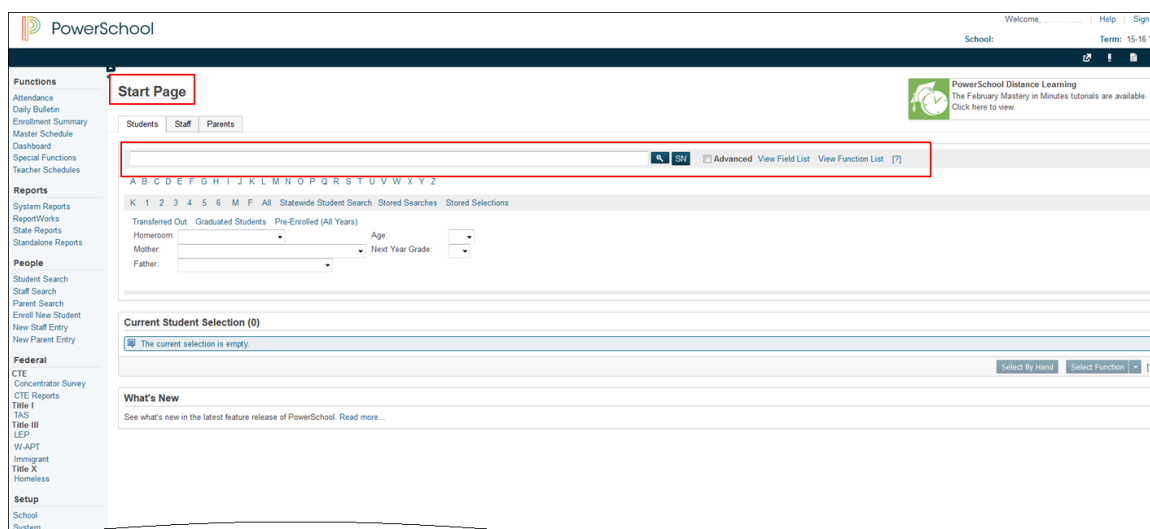 PowerSchool
Welcome, | Help | Sign
School: Term: 15-16
Functions
Attendance
Daily Bulletin
Enrollment Summary
Master Schedule
Dashboard
Special Functions
Teacher Schedules
Reports
System Reports
ReportWorks
State Reports
Standalone Reports
People
Student Search
Staff Search
Parent Search
Enroll New Student
New Staff Entry
New Parent Entry
Federal
CTE
Concentrator Survey
CTE Reports
Title I
TAS
Title III
LEP
W-APT
Immigrant
Title X
Homeless
Setup
School
System
Start Page
PowerSchool Distance Learning
The February Mastery in Minutes tutorials are available.
Click here to view.
Students Staff Parents
SN Advanced View Field List View Function List [?]
A B C D E F G H I J K L M N O P Q R S T U V W X Y Z
K 1 2 3 4 5 6 M F All Statewide Student Search Stored Searches Stored Selections
Transferred Out Graduated Students Pre-Enrolled (All Years)
Homeroom: Age:
Mother: Next Year Grade:
Father:
Current Student Selection (0)
The current selection is empty.
Select By Hand Select Function
What's New
See what's new in the latest feature release of PowerSchool. Read more...